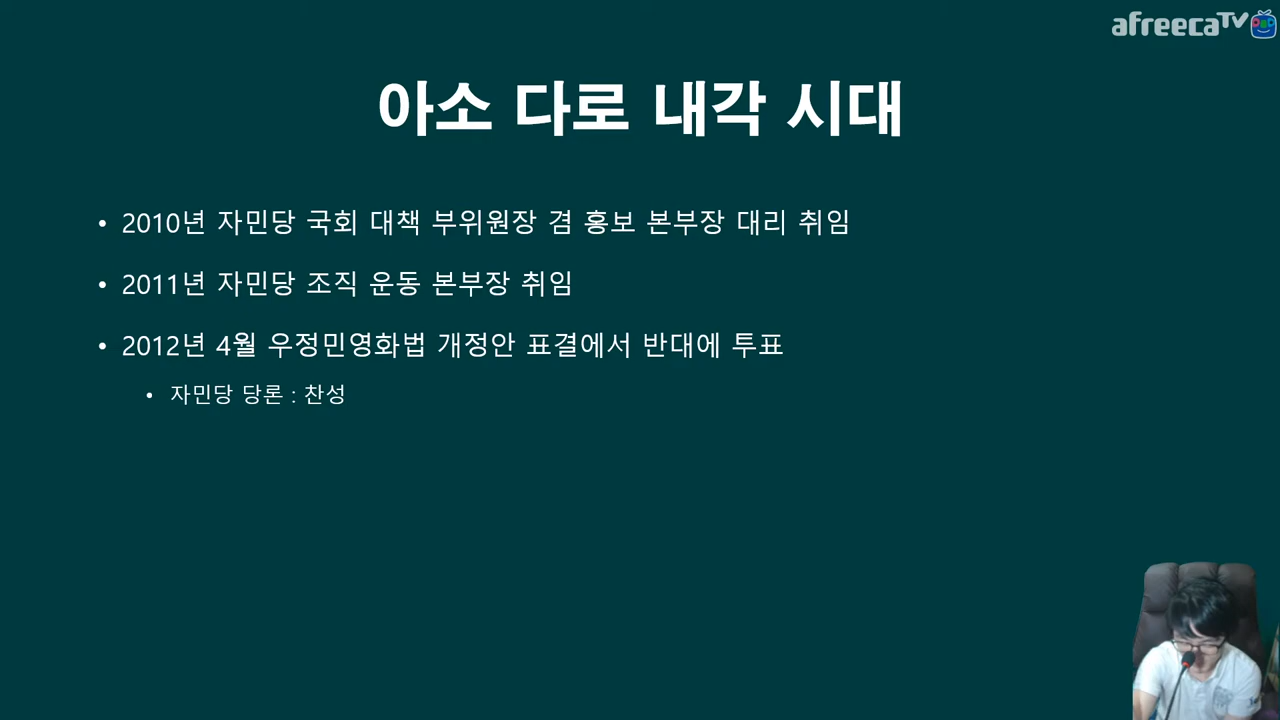 afreecaTV
아소 다로 내각 시대
• 2010년 자민당 국회 대책 부위원장 겸 홍보 본부장 대리 취임
• 2011년 자민당 조직 운동 본부장 취임
• 2012년 4월 우정민영화법 개정안 표결에서 반대에 투표
• 자민당 당론 : 찬성